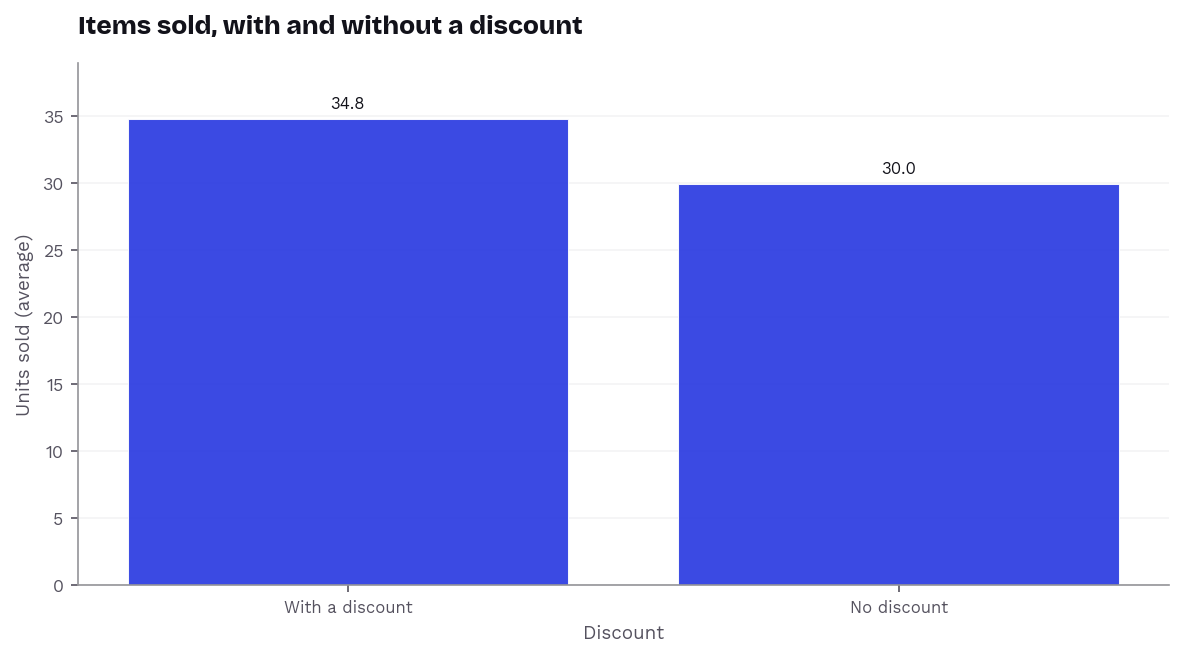 Items sold, with and without a discount
Units sold (average)
35
30
25
20
15
10
5
0
34.8
30.0
With a discount
No discount
Discount